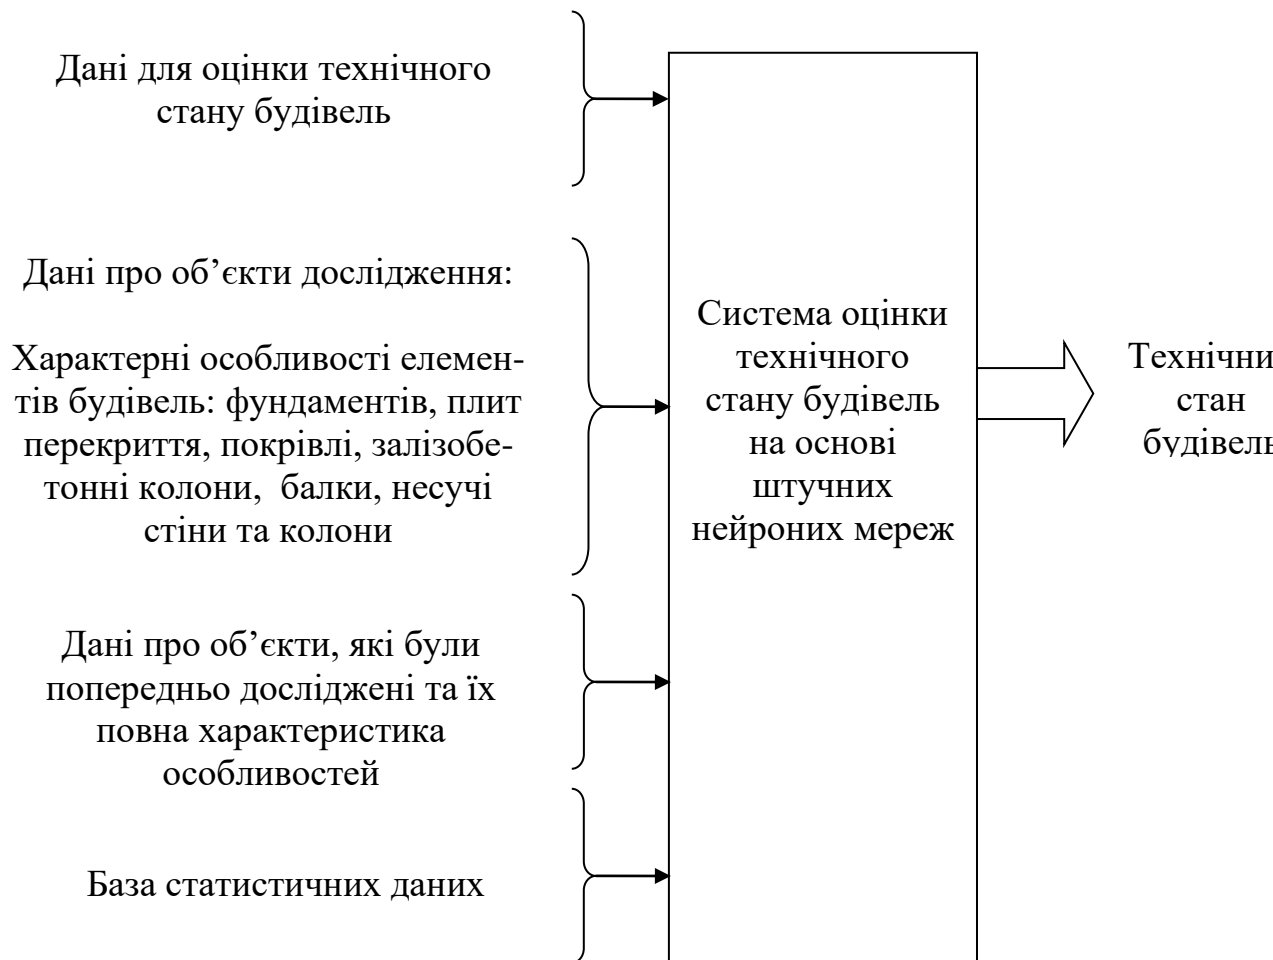 Дані для оцінки технічного
стану будівель
Дані про об’єкти дослідження:
Характерні особливості елемен-
тів будівель: фундаментів, плит
перекриття, покрівлі, залізобе-
тонні колони, балки, несучі
стіни та колони
Дані про об’єкти, які були
попередньо досліджені та їх
повна характеристика
особливостей
База статистичних даних
Система оцінки
технічного
стану будівель
на основі
штучних
нейроних мереж
Технічни
стан
будівель